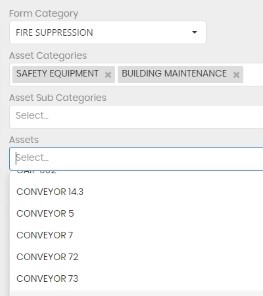 Form Category
FIRE SUPPRESSION
Asset Categories
SAFETY EQUIPMENT × BUILDING MAINTENANCE ×
Asset Sub Categories
Select...
Assets
Select...
CONVEYOR 14.3
CONVEYOR 5
CONVEYOR 7
CONVEYOR 72
CONVEYOR 73